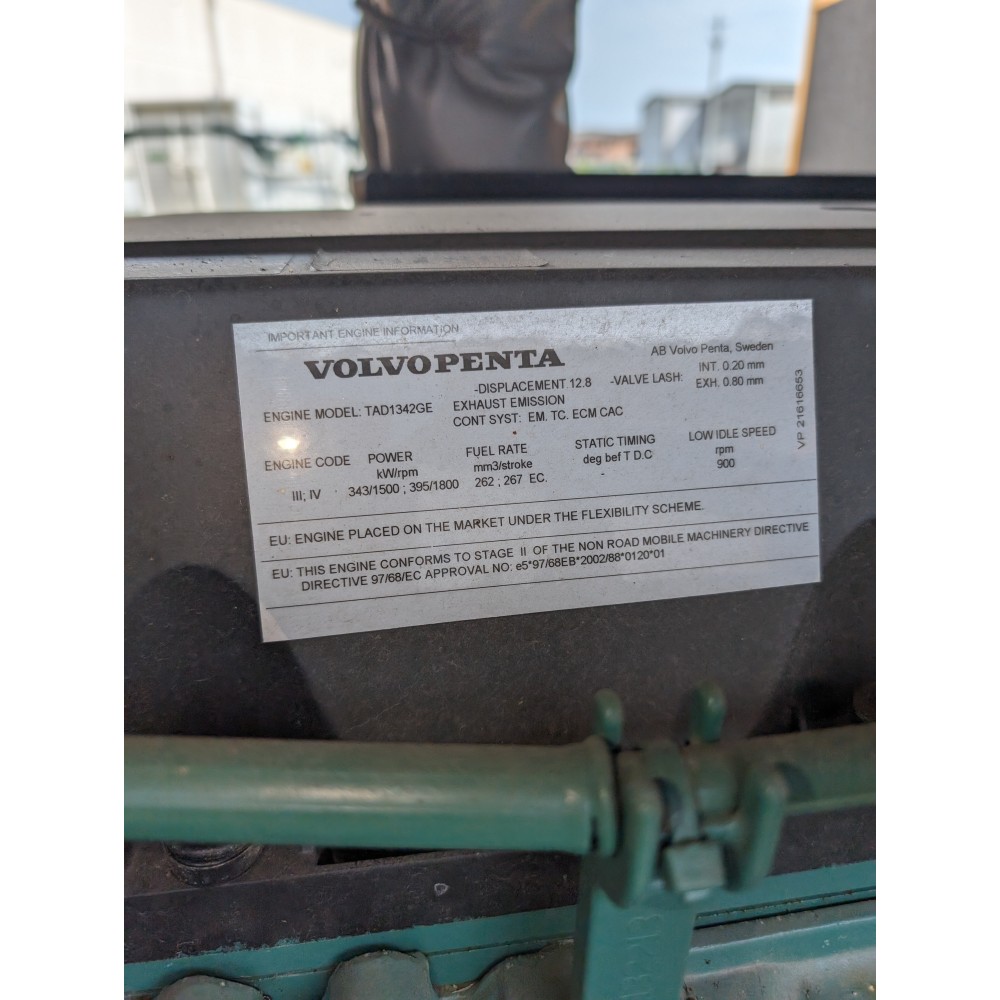 IMPORTANT ENGINE INFORMATION
VOLVO PENTA
AB Volvo Penta, Sweden
-DISPLACEMENT 12.8 -VALVE LASH: INT. 0.20 mm
EXH. 0.80 mm
ENGINE MODEL: TAD1342GE EXHAUST EMISSION
CONT SYST: EM. TC. ECM CAC
VP 21616653
ENGINE CODE POWER FUEL RATE STATIC TIMING LOW IDLE SPEED
kW/rpm mm3/stroke deg bef T D.C rpm
III; IV 343/1500 ; 395/1800 262 ; 267 EC. - 900
EU: ENGINE PLACED ON THE MARKET UNDER THE FLEXIBILITY SCHEME.
EU: THIS ENGINE CONFORMS TO STAGE II OF THE NON ROAD MOBILE MACHINERY DIRECTIVE
DIRECTIVE 97/68/EC APPROVAL NO: e5*97/68EB*2002/88*0120*01